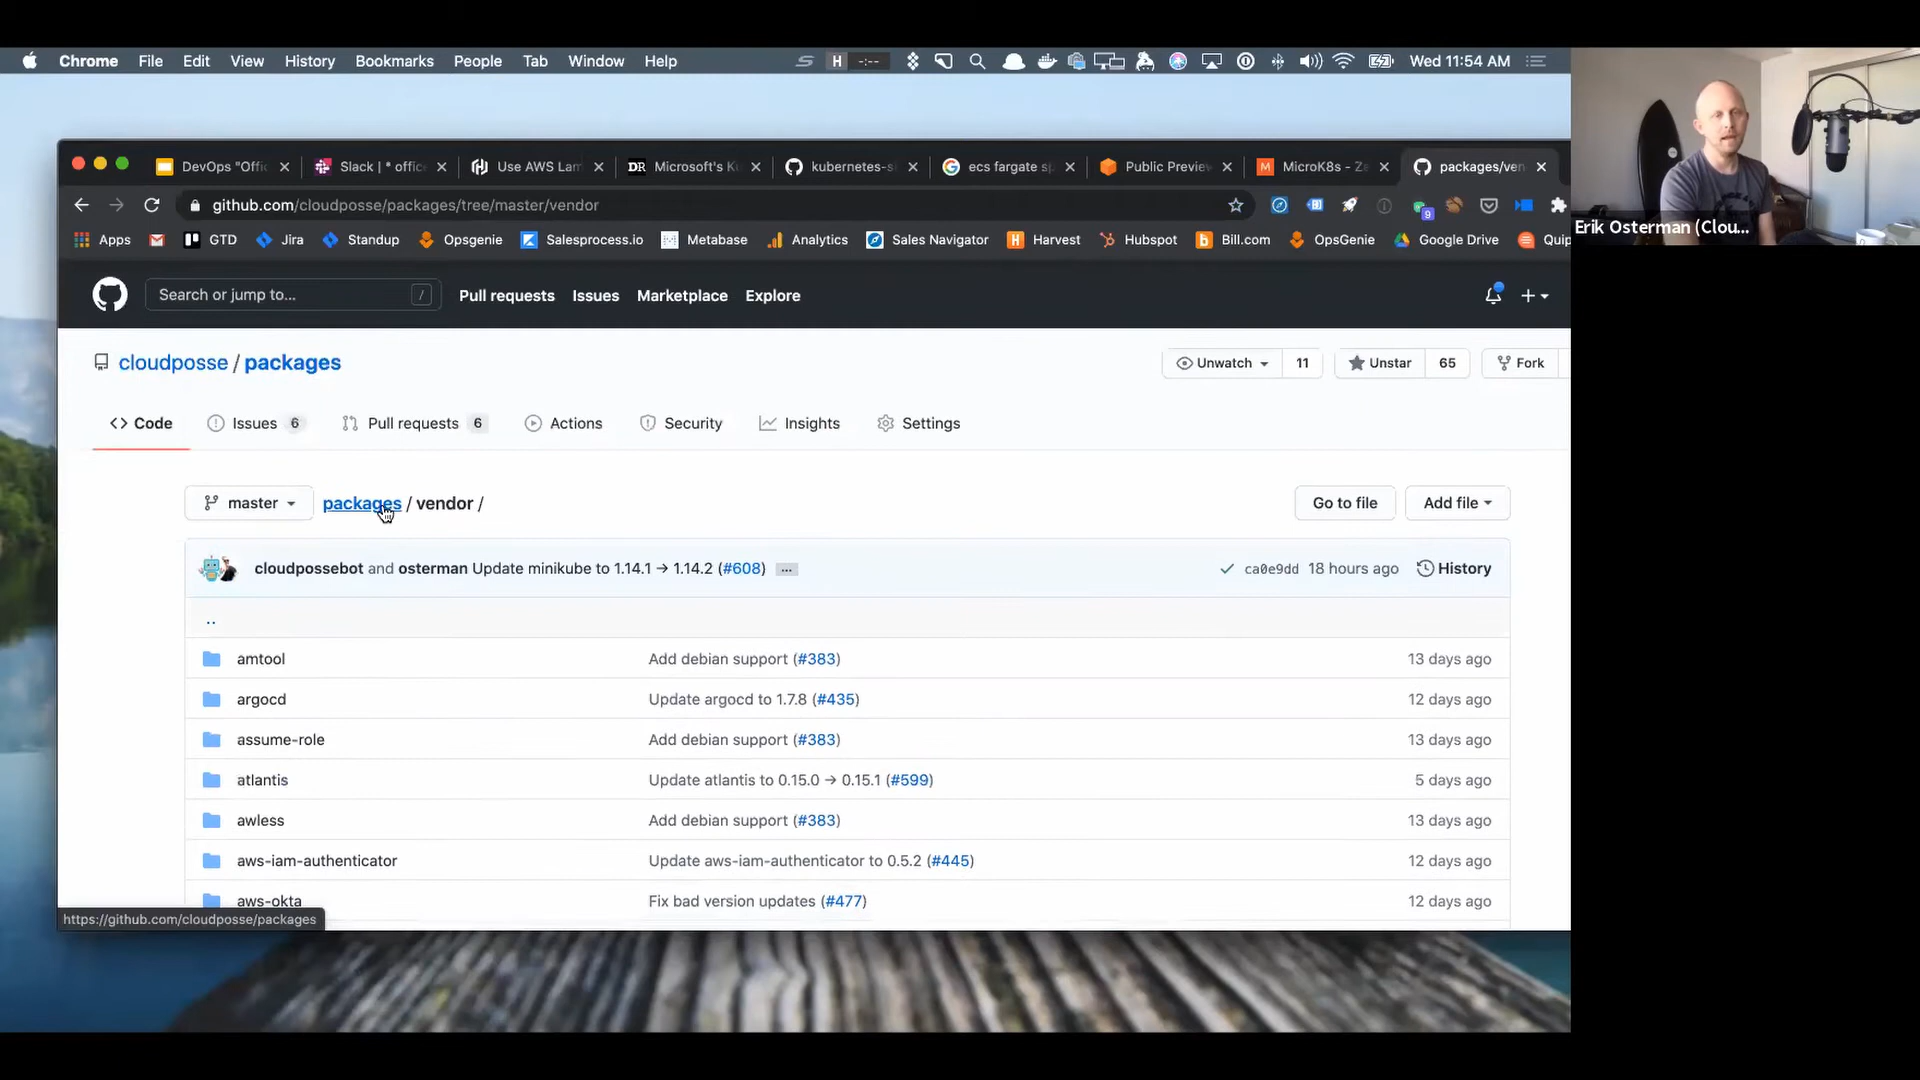 Chrome File Edit View History Bookmarks People Tab Window Help H -:-- Wed 11:54 AM
DevOps "Offi Slack | * offic Use AWS Lam DR Microsoft's Ku kubernetes-s ecs fargate sp Public Preview M MicroK8s - Ze packages/ven
github.com/cloudposse/packages/tree/master/vendor 9
Apps GTD Jira Standup Opsgenie Salesprocess.io Metabase Analytics Sales Navigator Harvest Hubspot Bill.com OpsGenie Google Drive Quip
Search or jump to... / Pull requests Issues Marketplace Explore
cloudposse / packages Unwatch 11 Unstar 65 Fork
<> Code Issues 6 Pull requests 6 Actions Security Insights Settings
master packages / vendor / Go to file Add file
cloudpossebot and osterman Update minikube to 1.14.1 → 1.14.2 (#608) ... ca0e9dd 18 hours ago History
..
amtool Add debian support (#383) 13 days ago
argocd Update argocd to 1.7.8 (#435) 12 days ago
assume-role Add debian support (#383) 13 days ago
atlantis Update atlantis to 0.15.0 → 0.15.1 (#599) 5 days ago
awless Add debian support (#383) 13 days ago
aws-iam-authenticator Update aws-iam-authenticator to 0.5.2 (#445) 12 days ago
aws-okta Fix bad version updates (#477) 12 days ago
https://github.com/cloudposse/packages
Erik Osterman (Clou...